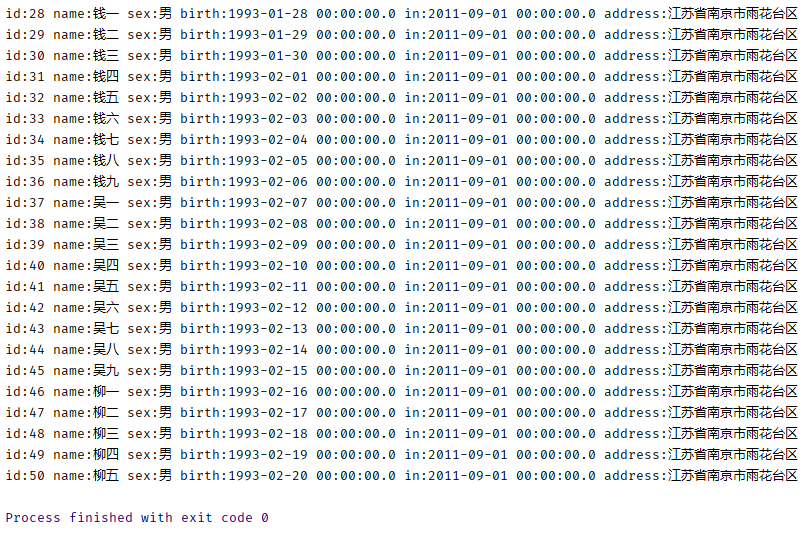 id:28 name:钱一 sex:男 birth:1993-01-28 00:00:00.0 in:2011-09-01 00:00:00.0 address:江苏省南京市雨花台区
id:29 name:钱二 sex:男 birth:1993-01-29 00:00:00.0 in:2011-09-01 00:00:00.0 address:江苏省南京市雨花台区
id:30 name:钱三 sex:男 birth:1993-01-30 00:00:00.0 in:2011-09-01 00:00:00.0 address:江苏省南京市雨花台区
id:31 name:钱四 sex:男 birth:1993-02-01 00:00:00.0 in:2011-09-01 00:00:00.0 address:江苏省南京市雨花台区
id:32 name:钱五 sex:男 birth:1993-02-02 00:00:00.0 in:2011-09-01 00:00:00.0 address:江苏省南京市雨花台区
id:33 name:钱六 sex:男 birth:1993-02-03 00:00:00.0 in:2011-09-01 00:00:00.0 address:江苏省南京市雨花台区
id:34 name:钱七 sex:男 birth:1993-02-04 00:00:00.0 in:2011-09-01 00:00:00.0 address:江苏省南京市雨花台区
id:35 name:钱八 sex:男 birth:1993-02-05 00:00:00.0 in:2011-09-01 00:00:00.0 address:江苏省南京市雨花台区
id:36 name:钱九 sex:男 birth:1993-02-06 00:00:00.0 in:2011-09-01 00:00:00.0 address:江苏省南京市雨花台区
id:37 name:吴一 sex:男 birth:1993-02-07 00:00:00.0 in:2011-09-01 00:00:00.0 address:江苏省南京市雨花台区
id:38 name:吴二 sex:男 birth:1993-02-08 00:00:00.0 in:2011-09-01 00:00:00.0 address:江苏省南京市雨花台区
id:39 name:吴三 sex:男 birth:1993-02-09 00:00:00.0 in:2011-09-01 00:00:00.0 address:江苏省南京市雨花台区
id:40 name:吴四 sex:男 birth:1993-02-10 00:00:00.0 in:2011-09-01 00:00:00.0 address:江苏省南京市雨花台区
id:41 name:吴五 sex:男 birth:1993-02-11 00:00:00.0 in:2011-09-01 00:00:00.0 address:江苏省南京市雨花台区
id:42 name:吴六 sex:男 birth:1993-02-12 00:00:00.0 in:2011-09-01 00:00:00.0 address:江苏省南京市雨花台区
id:43 name:吴七 sex:男 birth:1993-02-13 00:00:00.0 in:2011-09-01 00:00:00.0 address:江苏省南京市雨花台区
id:44 name:吴八 sex:男 birth:1993-02-14 00:00:00.0 in:2011-09-01 00:00:00.0 address:江苏省南京市雨花台区
id:45 name:吴九 sex:男 birth:1993-02-15 00:00:00.0 in:2011-09-01 00:00:00.0 address:江苏省南京市雨花台区
id:46 name:柳一 sex:男 birth:1993-02-16 00:00:00.0 in:2011-09-01 00:00:00.0 address:江苏省南京市雨花台区
id:47 name:柳二 sex:男 birth:1993-02-17 00:00:00.0 in:2011-09-01 00:00:00.0 address:江苏省南京市雨花台区
id:48 name:柳三 sex:男 birth:1993-02-18 00:00:00.0 in:2011-09-01 00:00:00.0 address:江苏省南京市雨花台区
id:49 name:柳四 sex:男 birth:1993-02-19 00:00:00.0 in:2011-09-01 00:00:00.0 address:江苏省南京市雨花台区
id:50 name:柳五 sex:男 birth:1993-02-20 00:00:00.0 in:2011-09-01 00:00:00.0 address:江苏省南京市雨花台区
Process finished with exit code 0